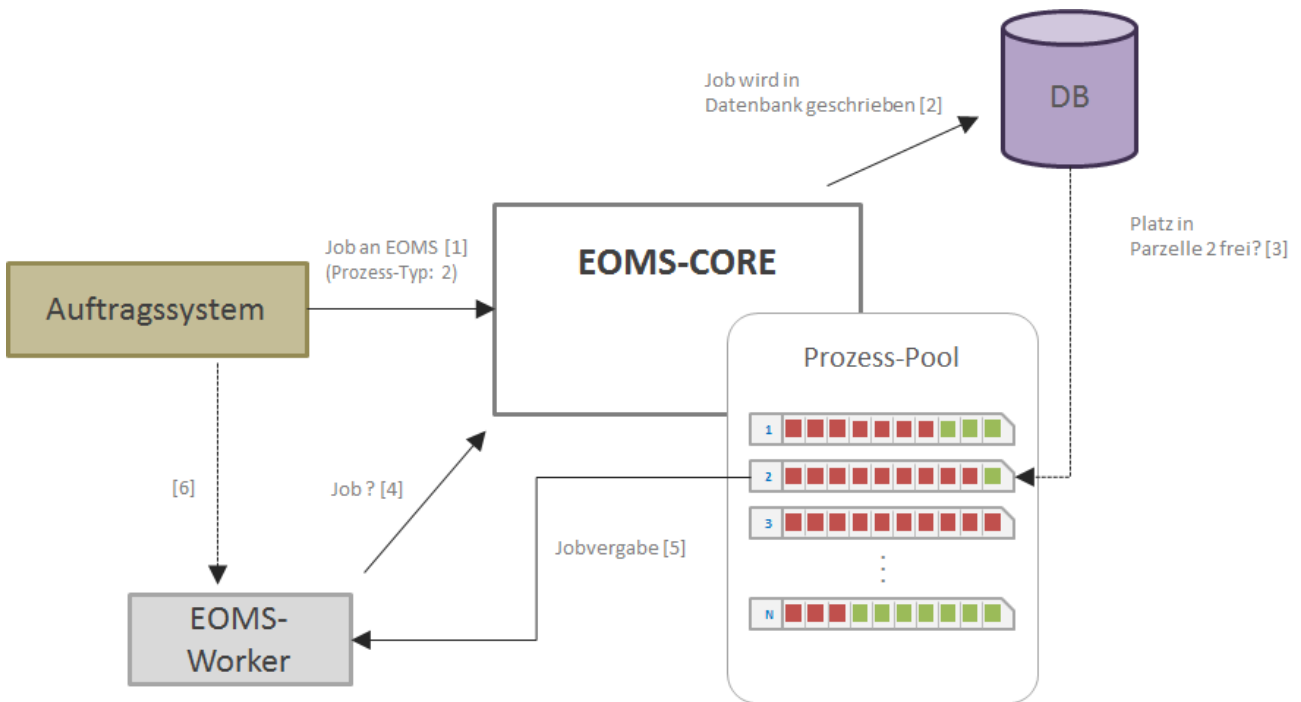 DB
Job wird in
Datenbank geschrieben [2]
Platz in
Parzelle 2 frei? [3]
Job an EOMS [1]
(Prozess-Typ: 2)
EOMS-CORE
Auftragssystem
Prozess-Pool
1
2
3
N
[6]
Job ? [4]
Jobvergabe [5]
EOMS-
Worker